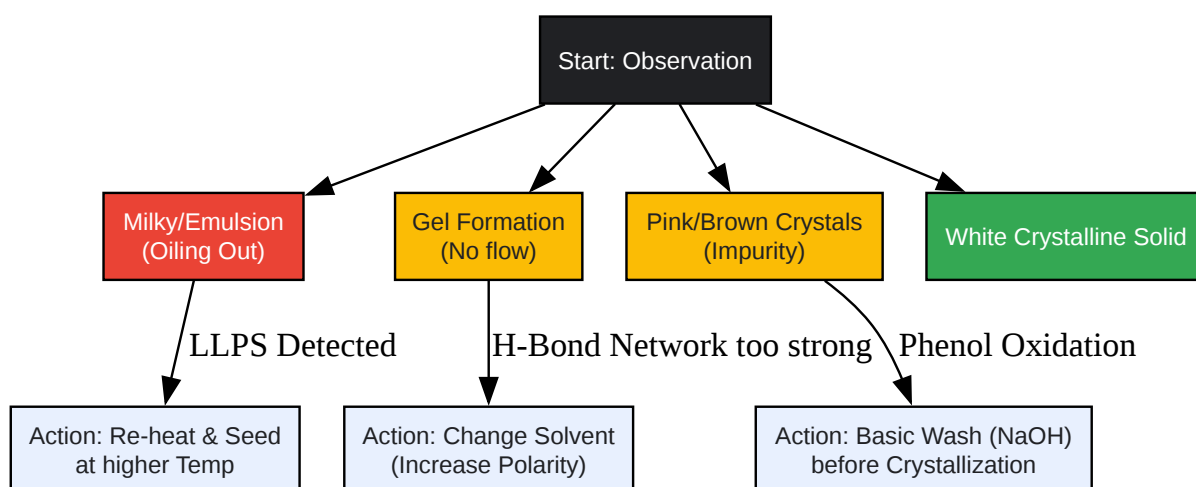 Start: Observation
Milky/Emulsion
(Oiling Out)
Gel Formation
(No flow)
Pink/Brown Crystals
(Impurity)
White Crystalline Solid
LLPS Detected
H-Bond Network too strong
Phenol Oxidation
Action: Re-heat & Seed
at higher Temp
Action: Change Solvent
(Increase Polarity)
Action: Basic Wash (NaOH)
before Crystallization